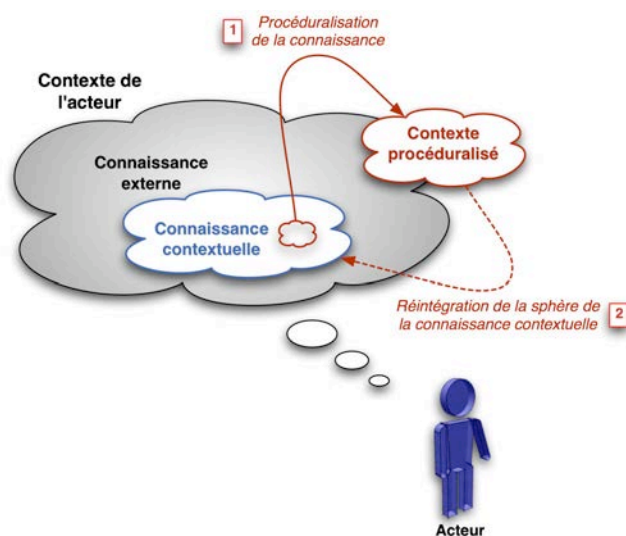 1 Procéduralisation
de la connaissance
Contexte de
l'acteur
Contexte
procéduralisé
Connaissance
externe
Connaissance
contextuelle
Réintégration de la sphère de
la connaissance contextuelle 2
Acteur